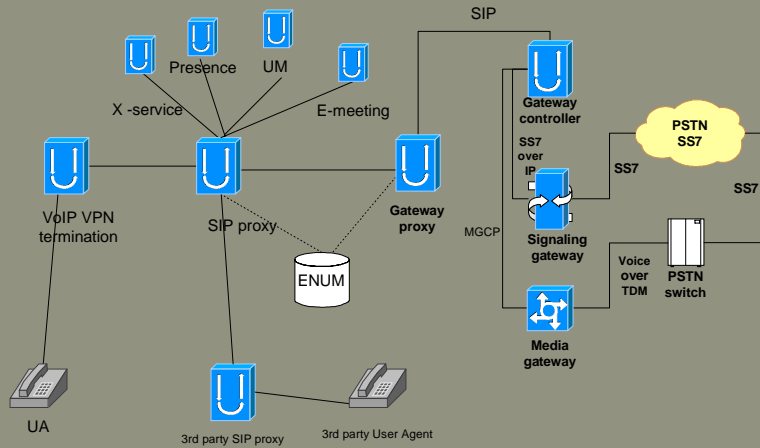 SIP
Presence
UM
X -service
E-meeting
Gateway
controller
PSTN
SS7
SS7
over
IP
SS7
SS7
VoIP VPN
termination
SIP proxy
Gateway
proxy
MGCP
Signaling
gateway
ENUM
Voice
over
TDM
PSTN
switch
Media
gateway
UA
3rd party SIP proxy
3rd party User Agent